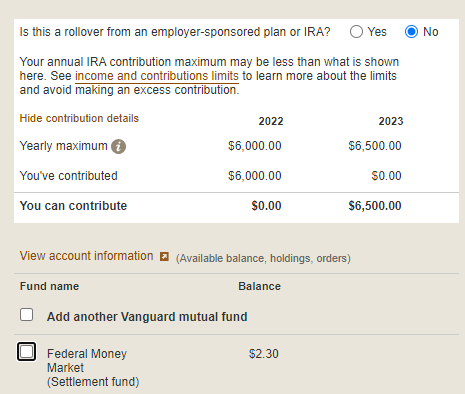 Is this a rollover from an employer-sponsored plan or IRA? Yes No
Your annual IRA contribution maximum may be less than what is shown
here. See income and contributions limits to learn more about the limits
and avoid making an excess contribution.
Hide contribution details 2022 2023
Yearly maximum i $6,000.00 $6,500.00
You've contributed $6,000.00 $0.00
You can contribute $0.00 $6,500.00
View account information (Available balance, holdings, orders)
Fund name Balance
Add another Vanguard mutual fund
Federal Money $2.30
Market
(Settlement fund)